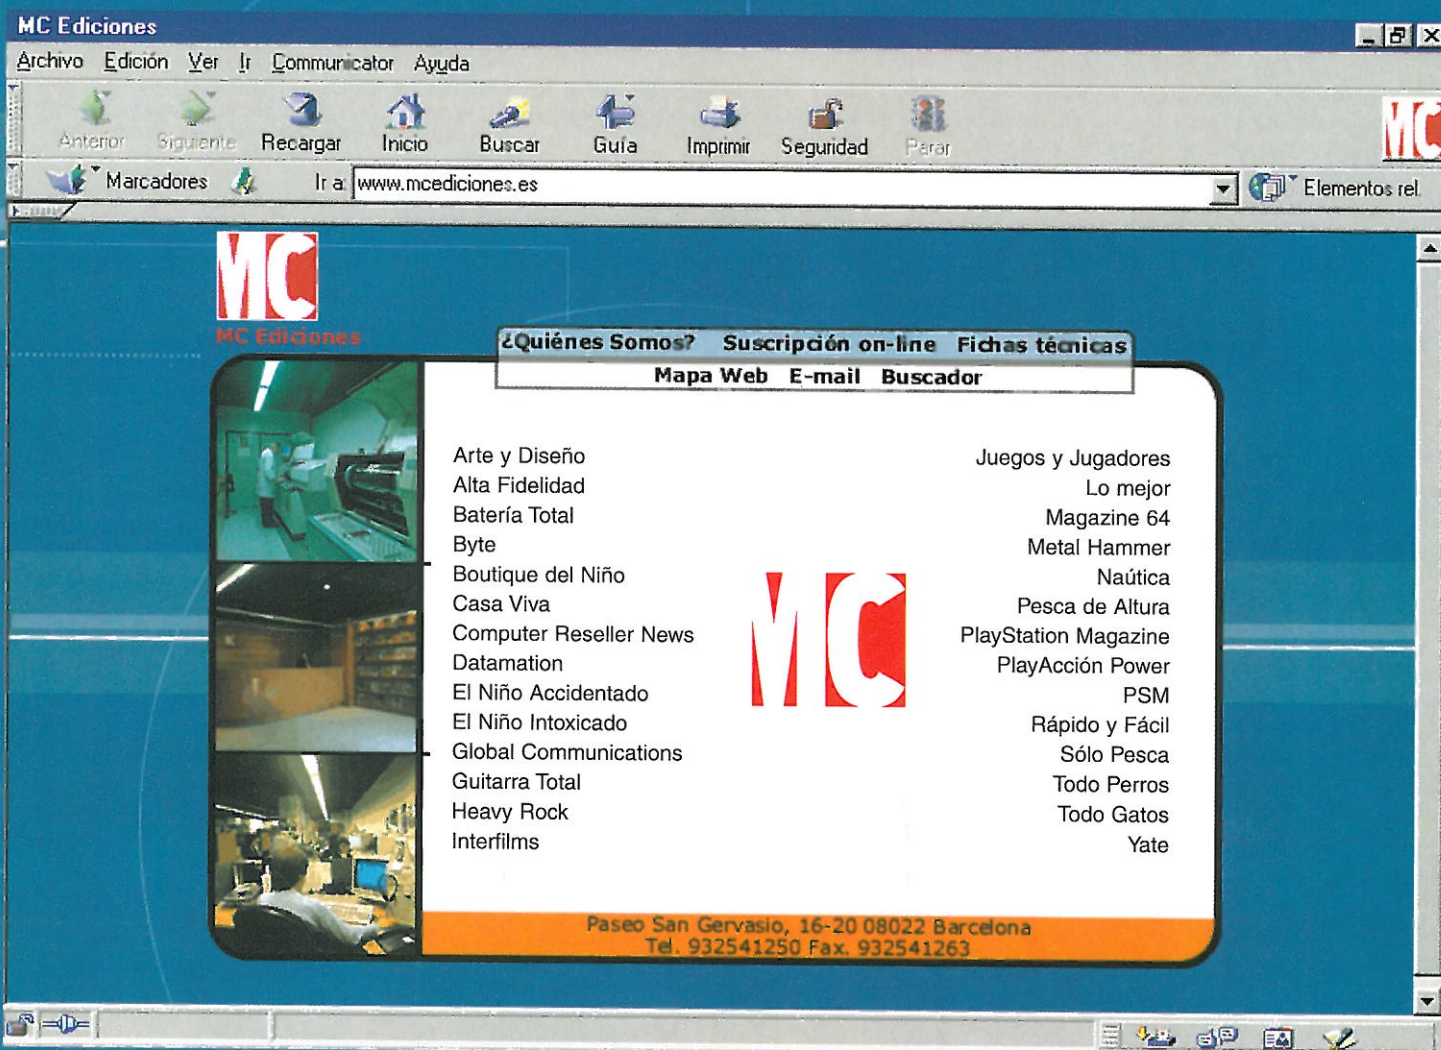 MC Ediciones
Archivo Edición Ver Ir Communicator Ayuda
Anterior Siguiente Recargar Inicio Buscar Guía Imprimir Seguridad Parar
MC
Marcadores Ir a: www.mcediciones.es Elementos rel.
MC
MC Ediciones
¿Quiénes Somos? Suscripción on-line Fichas técnicas
Mapa Web E-mail Buscador
Arte y Diseño
Alta Fidelidad
Batería Total
Byte
Boutique del Niño
Casa Viva
Computer Reseller News
Datamation
El Niño Accidentado
El Niño Intoxicado
Global Communications
Guitarra Total
Heavy Rock
Interfilms
MC
Juegos y Jugadores
Lo mejor
Magazine 64
Metal Hammer
Naútica
Pesca de Altura
PlayStation Magazine
PlayAcción Power
PSM
Rápido y Fácil
Sólo Pesca
Todo Perros
Todo Gatos
Yate
Paseo San Gervasio, 16-20 08022 Barcelona
Tel. 932541250 Fax. 932541263